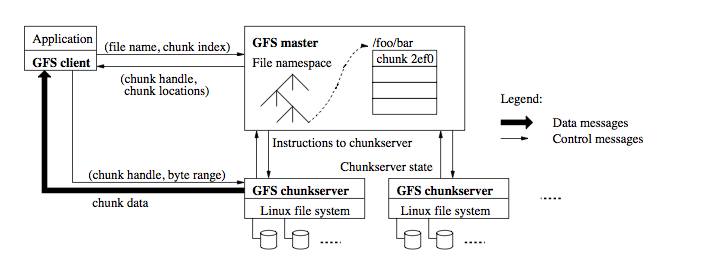 Application
GFS client
(file name, chunk index)
(chunk handle,
chunk locations)
GFS master
File namespace
/foo/bar
chunk 2ef0
Legend:
Data messages
Control messages
Instructions to chunkserver
Chunkserver state
(chunk handle, byte range)
chunk data
GFS chunkserver
Linux file system
GFS chunkserver
Linux file system